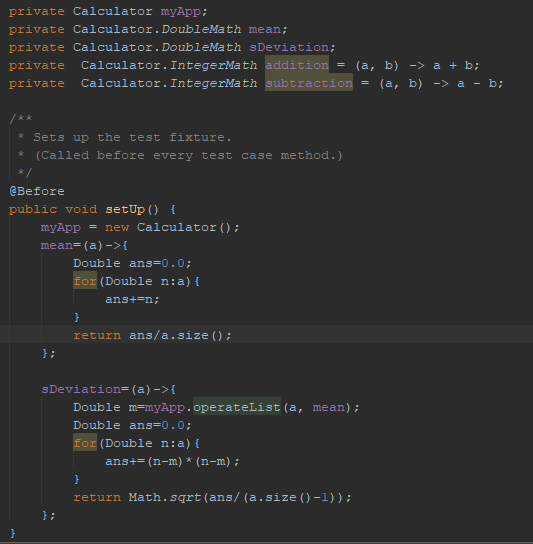 private Calculator myApp;
private Calculator.DoubleMath mean;
private Calculator.DoubleMath sDeviation;
private  Calculator.IntegerMath addition = (a, b) -> a + b;
private  Calculator.IntegerMath subtraction = (a, b) -> a - b;
/**
 * Sets up the test fixture.
 * (Called before every test case method.)
 */
@Before
public void setUp() {
    myApp = new Calculator();
    mean=(a)->{
        Double ans=0.0;
        for(Double n:a){
            ans+=n;
        }
        return ans/a.size();
    };
    sDeviation=(a)->{
        Double m=myApp.operateList(a, mean);
        Double ans=0.0;
        for(Double n:a){
            ans+=(n-m)*(n-m);
        }
        return Math.sqrt(ans/(a.size()-1));
    };
}